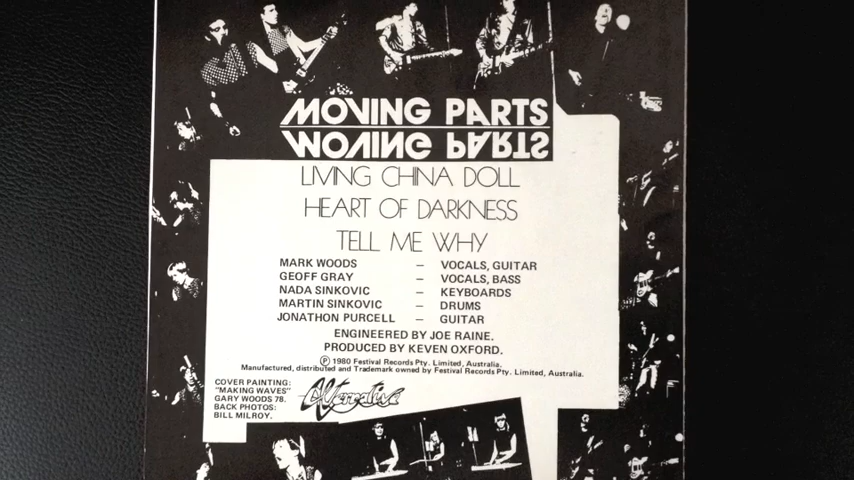 MOVING PARTS
MOVING PARTS
LIVING CHINA DOLL
HEART OF DARKNESS
TELL ME WHY
MARK WOODS – VOCALS, GUITAR
GEOFF GRAY – VOCALS, BASS
NADA SINKOVIC – KEYBOARDS
MARTIN SINKOVIC – DRUMS
JONATHON PURCELL – GUITAR
ENGINEERED BY JOE RAINE.
PRODUCED BY KEVEN OXFORD.
Ⓟ 1980 Festival Records Pty. Limited, Australia.
Manufactured, distributed and Trademark owned by Festival Records Pty. Limited, Australia.
COVER PAINTING:
"MAKING WAVES"
GARY WOODS 78.
BACK PHOTOS:
BILL MILROY.
Alternative